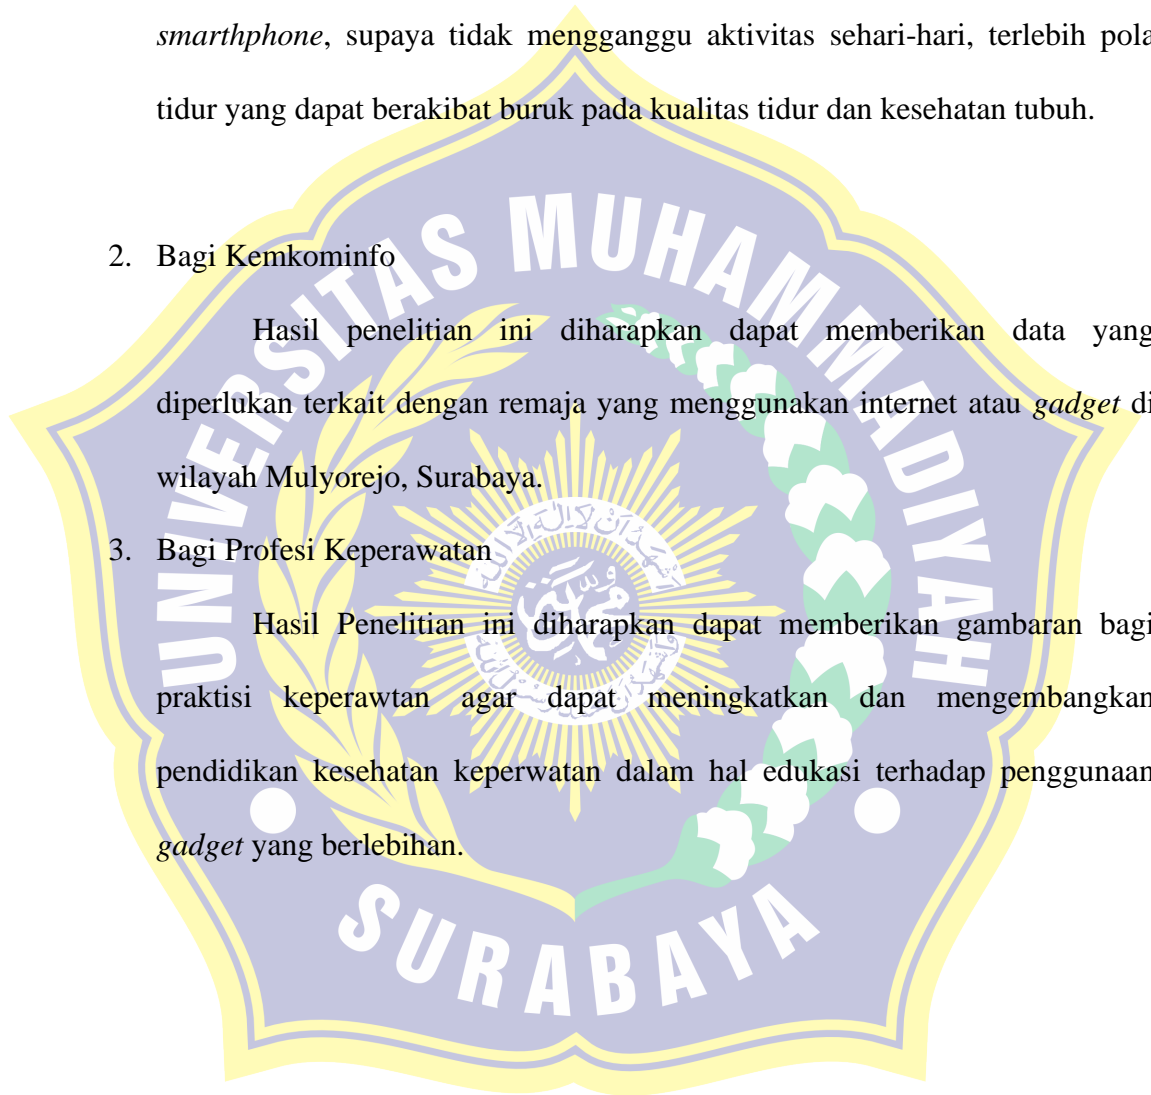 smarthphone, supaya tidak mengganggu aktivitas sehari-hari, terlebih pola
tidur yang dapat berakibat buruk pada kualitas tidur dan kesehatan tubuh.
2. Bagi Kemkominfo
Hasil penelitian ini diharapkan dapat memberikan data yang
diperlukan terkait dengan remaja yang menggunakan internet atau gadget di
wilayah Mulyorejo, Surabaya.
3. Bagi Profesi Keperawatan
Hasil Penelitian ini diharapkan dapat memberikan gambaran bagi
praktisi keperawtan agar dapat meningkatkan dan mengembangkan
pendidikan kesehatan keperwatan dalam hal edukasi terhadap penggunaan
gadget yang berlebihan.
UNIVERSITAS MUHAMMADIYAH
SURABAYA